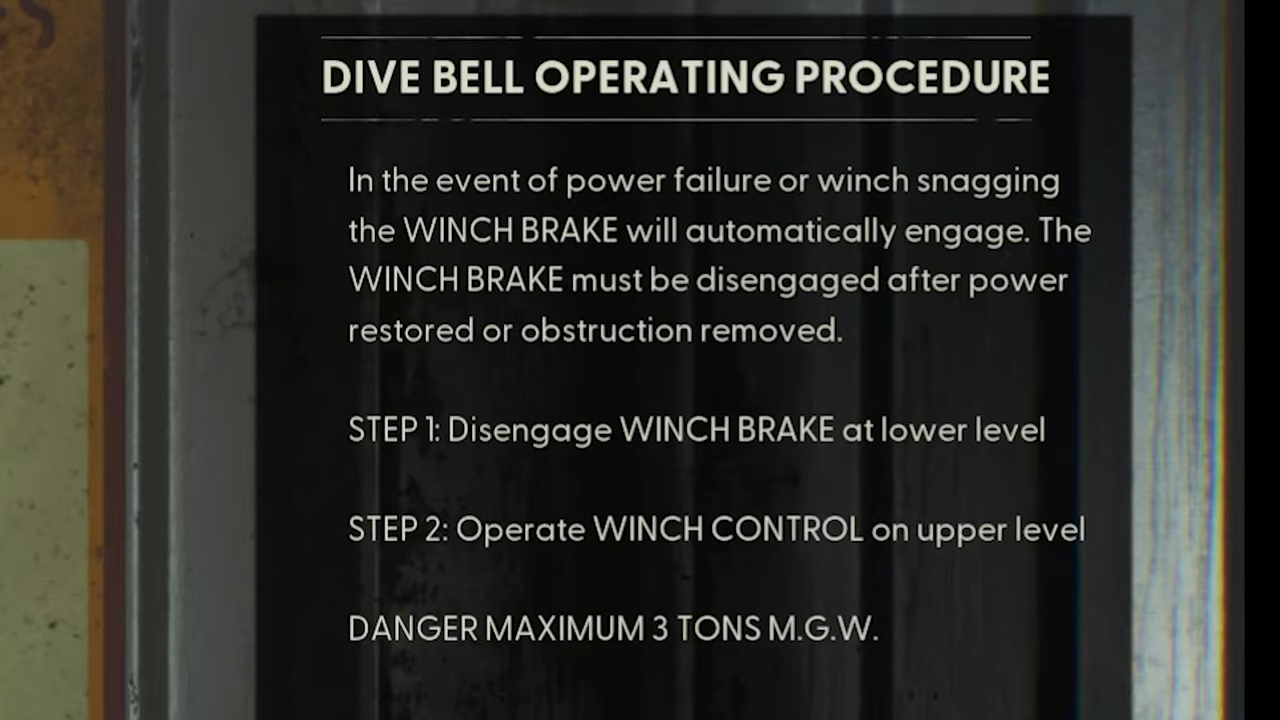 DIVE BELL OPERATING PROCEDURE
In the event of power failure or winch snagging
the WINCH BRAKE will automatically engage. The
WINCH BRAKE must be disengaged after power
restored or obstruction removed.
STEP 1: Disengage WINCH BRAKE at lower level
STEP 2: Operate WINCH CONTROL on upper level
DANGER MAXIMUM 3 TONS M.G.W.